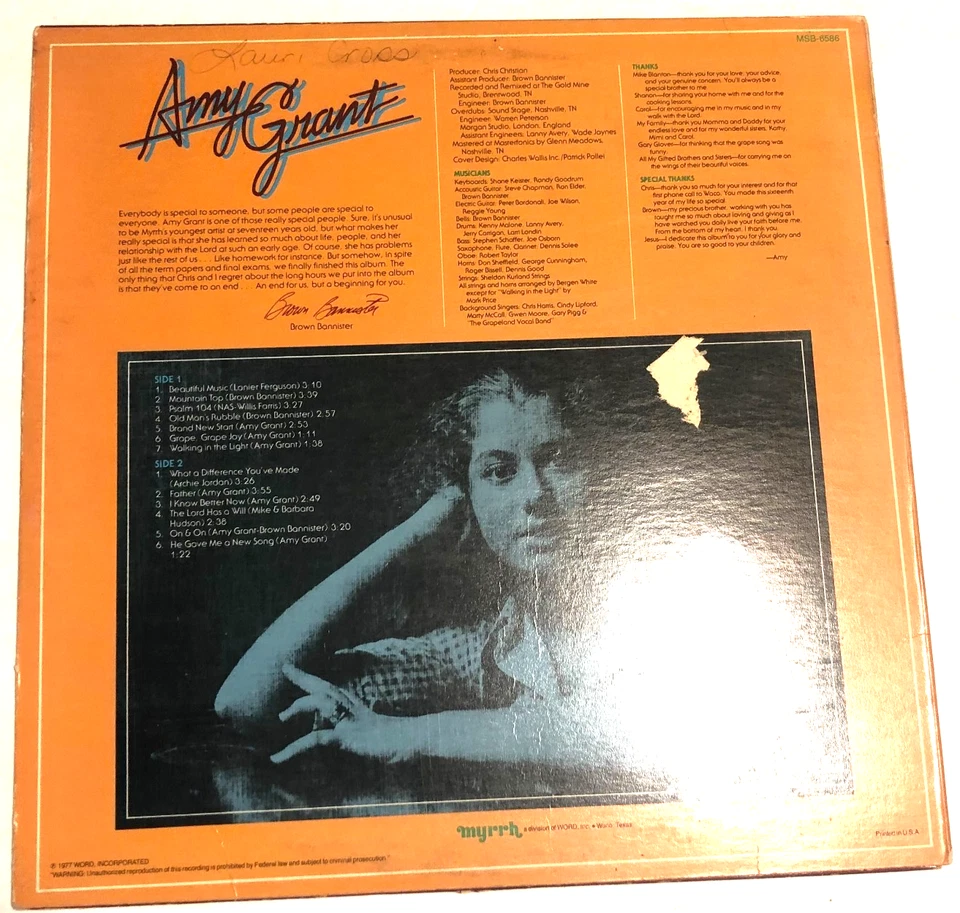 MSB-6586
Lauri Cross
Amy Grant
Everybody is special to someone, but some people are special to
everyone. Amy Grant is one of those really special people. Sure, it's unusual
to be Myrrh's youngest artist at seventeen years old, but what makes her
really special is that she has learned so much about life, people, and her
relationship with the Lord at such an early age. Of course, she has problems
just like the rest of us . . . Like homework for instance. But somehow, in spite
of all the term papers and final exams, we finally finished this album. The
only thing that Chris and I regret about the long hours we put into the album
is that they've come to an end . . . An end for us, but a beginning for you.
Brown Bannister
Brown Bannister
Producer: Chris Christian
Assistant Producer: Brown Bannister
Recorded and Remixed at The Gold Mine
Studio, Brentwood, TN
Engineer: Brown Bannister
Overdubs: Sound Stage, Nashville, TN
Engineer: Warren Peterson
Morgan Studio, London, England
Assistant Engineers: Lanny Avery, Wade Jaynes
Mastered at Masterfonics by Glenn Meadows,
Nashville, TN
Cover Design: Charles Wallis Inc./Patrick Pollei
MUSICIANS
Keyboards: Shane Keister, Randy Goodrum
Accoustic Guitar: Steve Chapman, Ron Elder,
Brown Bannister
Electric Guitar: Peter Bordonali, Joe Wilson,
Reggie Young
Bells: Brown Bannister
Drums: Kenny Malone, Lanny Avery,
Jerry Carrigan, Larri Londin
Bass: Stephen Schaffer, Joe Osborn
Saxophone, Flute, Clarinet: Dennis Solee
Oboe: Robert Taylor
Horns: Don Sheffield, George Cunningham,
Roger Bissell, Dennis Good
Strings: Sheldon Kurland Strings
All strings and horns arranged by Bergen White
except for "Walking in the Light" by
Mark Price
Background Singers: Chris Harris, Cindy Lipford,
Marty McCall, Gwen Moore, Gary Pigg &
"The Grapeland Vocal Band"
THANKS
Mike Blanton—thank you for your love, your advice,
and your genuine concern. You'll always be a
special brother to me.
Sharon—for sharing your home with me and for the
cooking lessons.
Carol—for encouraging me in my music and in my
walk with the Lord.
My Family—thank you Momma and Daddy for your
endless love and for my wonderful sisters, Kathy,
Mimi and Carol.
Gary Glover—for thinking that the grape song was
funny.
All My Gifted Brothers and Sisters—for carrying me on
the wings of their beautiful voices.
SPECIAL THANKS
Chris—thank you so much for your interest and for that
first phone call to Waco. You made this sixteenth
year of my life so special.
Brown—my precious brother, walking with you has
taught me so much about loving and giving as I
have watched you daily live your faith before me.
From the bottom of my heart, I thank you.
Jesus—I dedicate this album to you for your glory and
praise. You are so good to your children.
—Amy
SIDE 1
1. Beautiful Music (Lanier Ferguson) 3:10
2. Mountain Top (Brown Bannister) 3:39
3. Psalm 104 (NAS-Willis Farris) 3:27
4. Old Man's Rubble (Brown Bannister) 2:57
5. Brand New Start (Amy Grant) 2:53
6. Grape, Grape Joy (Amy Grant) 1:11
7. Walking in the Light (Amy Grant) 1:38
SIDE 2
1. What a Difference You've Made
(Archie Jordan) 3:26
2. Father (Amy Grant) 3:55
3. I Know Better Now (Amy Grant) 2:49
4. The Lord Has a Will (Mike & Barbara
Hudson) 2:38
5. On & On (Amy Grant-Brown Bannister) 3:20
6. He Gave Me a New Song (Amy Grant)
1:22
myrrh a division of WORD, Inc. • Waco, Texas
Printed in U.S.A.
℗ 1977 WORD, INCORPORATED
"WARNING: Unauthorized reproduction of this recording is prohibited by Federal law and subject to criminal prosecution."